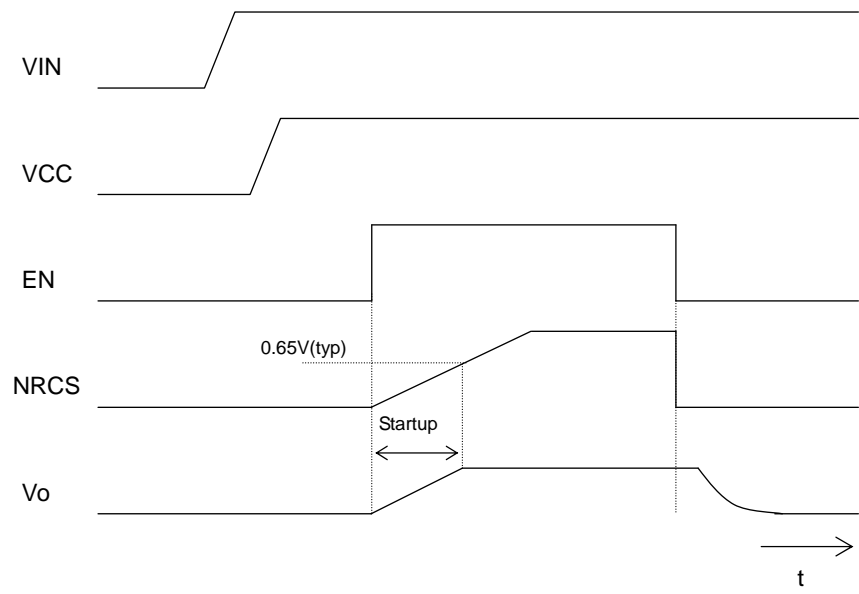 VIN
VCC
EN
0.65V(typ)
NRCS
Startup
Vo
t